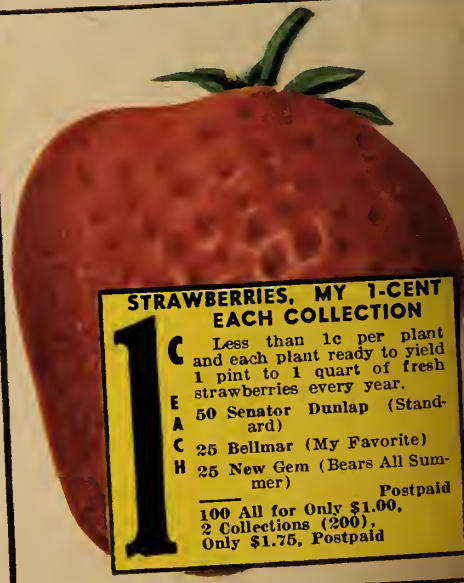 STRAWBERRIES, MY 1-CENT
EACH COLLECTION
1C EACH
Less than 1c per plant
and each plant ready to yield
1 pint to 1 quart of fresh
strawberries every year.
50 Senator Dunlap (Stand-
ard)
25 Bellmar (My Favorite)
25 New Gem (Bears All Sum-
mer)
Postpaid
100 All for Only $1.00,
2 Collections (200),
Only $1.75, Postpaid